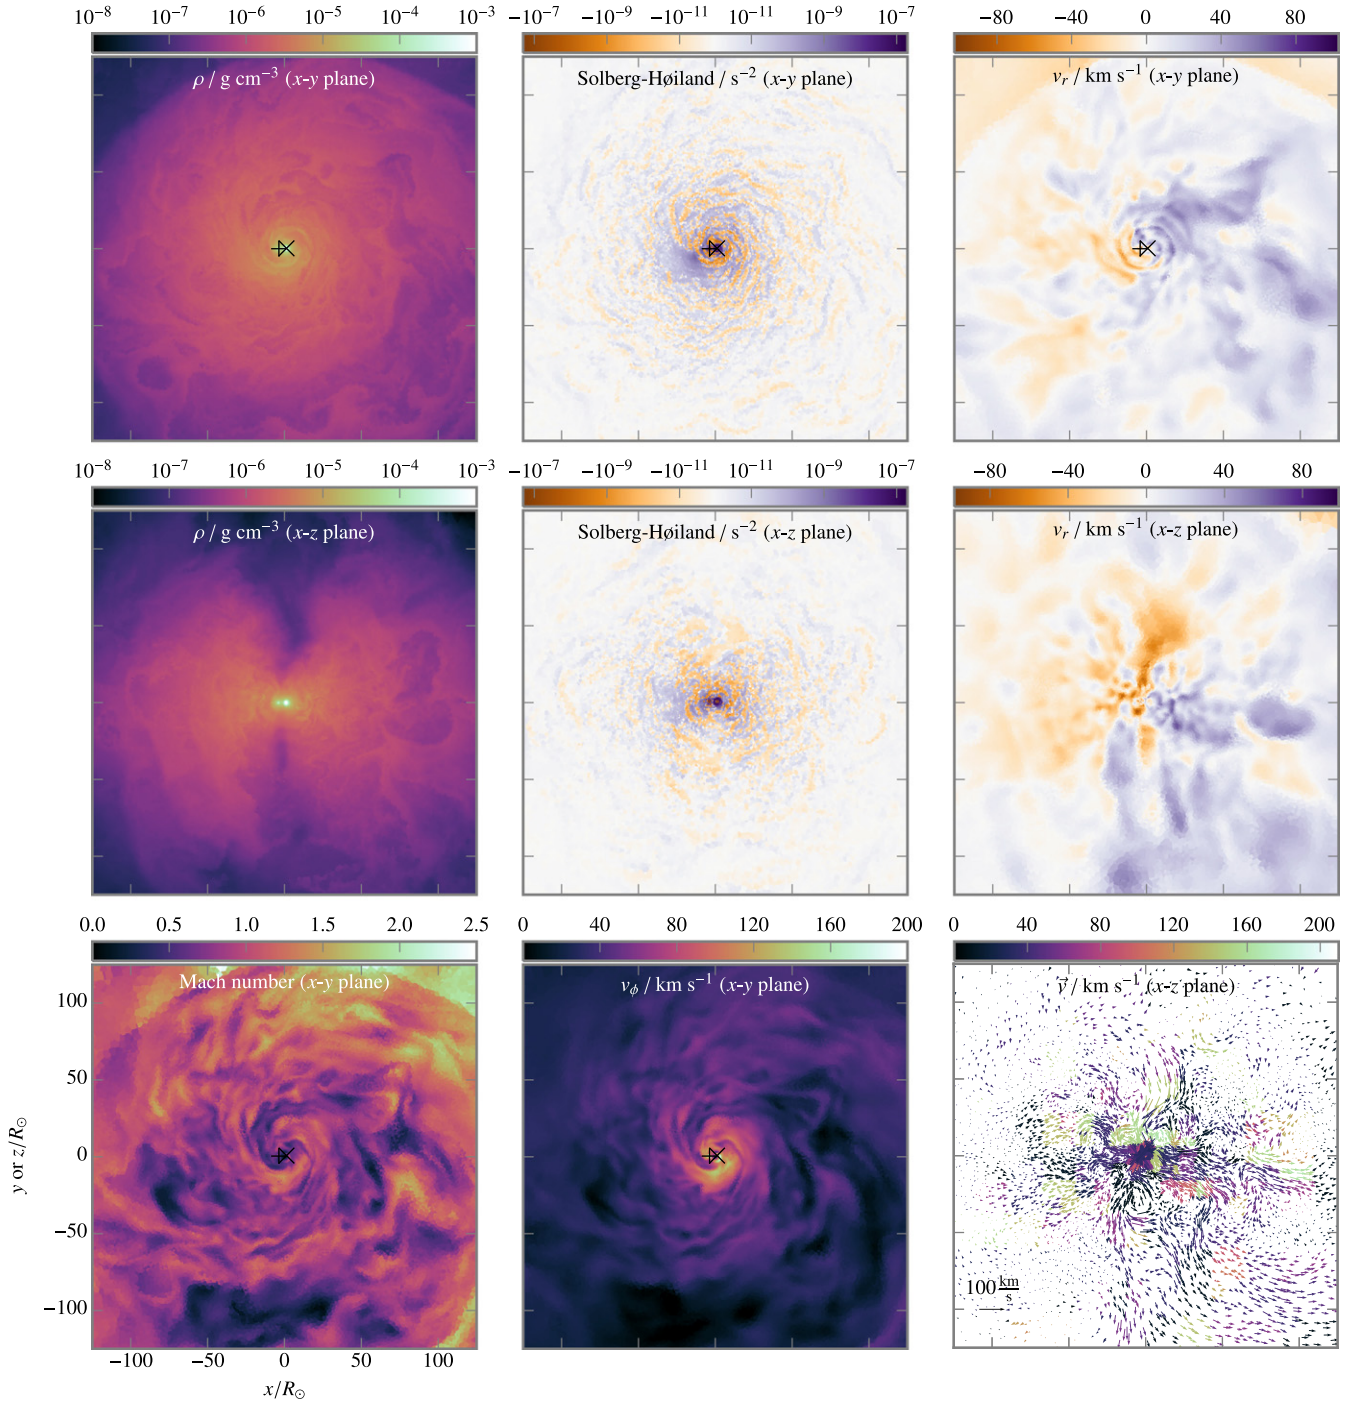 10⁻⁸ 10⁻⁷ 10⁻⁶ 10⁻⁵ 10⁻⁴ 10⁻³
−10⁻⁷ −10⁻⁹ −10⁻¹¹ 10⁻¹¹ 10⁻⁹ 10⁻⁷
−80 −40 0 40 80
ρ / g cm⁻³ (x-y plane)
Solberg-Høiland / s⁻² (x-y plane)
v_r / km s⁻¹ (x-y plane)
10⁻⁸ 10⁻⁷ 10⁻⁶ 10⁻⁵ 10⁻⁴ 10⁻³
−10⁻⁷ −10⁻⁹ −10⁻¹¹ 10⁻¹¹ 10⁻⁹ 10⁻⁷
−80 −40 0 40 80
ρ / g cm⁻³ (x-z plane)
Solberg-Høiland / s⁻² (x-z plane)
v_r / km s⁻¹ (x-z plane)
0.0 0.5 1.0 1.5 2.0 2.5
0 40 80 120 160 200
0 40 80 120 160 200
Mach number (x-y plane)
v_ϕ / km s⁻¹ (x-y plane)
v⃗ / km s⁻¹ (x-z plane)
100
50
0
−50
−100
y or z/R_⊙
−100 −50 0 50 100
x/R_⊙
100 km/s